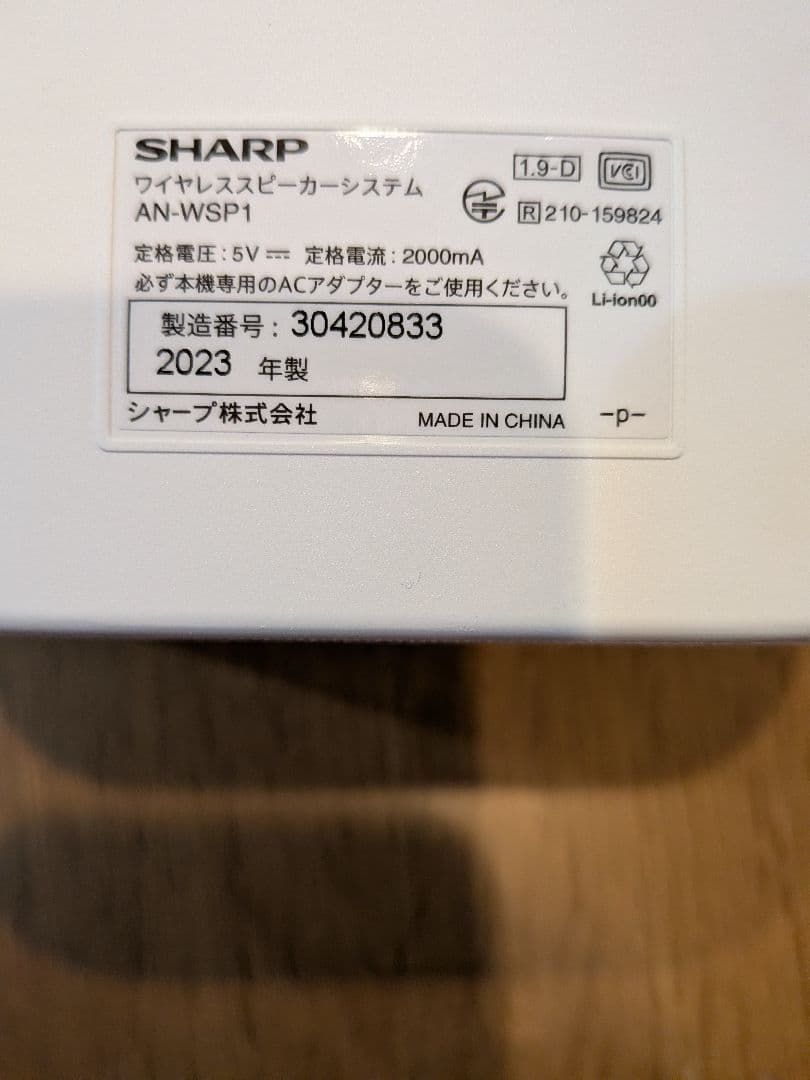 SHARP
ワイヤレススピーカーシステム
AN-WSP1
1.9-D VCCI
R 210-159824
定格電圧：5V 定格電流：2000mA
必ず本機専用のACアダプターをご使用ください。
Li-ion00
製造番号：30420833
2023 年製
シャープ株式会社
MADE IN CHINA
-p-